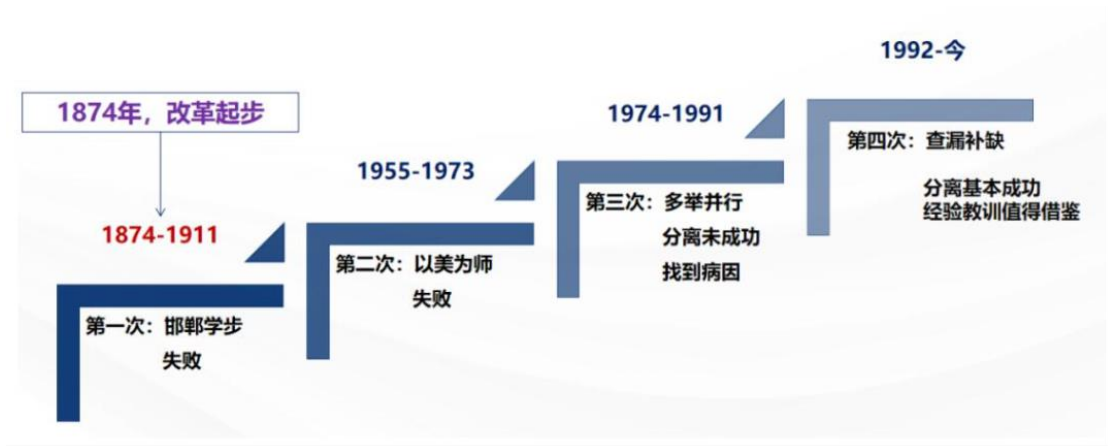 1874年，改革起步
1874-1911
第一次：邯郸学步
失败
1955-1973
第二次：以美为师
失败
1974-1991
第三次：多举并行
分离未成功
找到病因
1992-今
第四次：查漏补缺
分离基本成功
经验教训值得借鉴